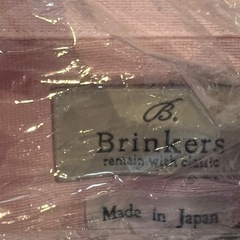 B.
Brinkers
remain with classic
Made in Japan